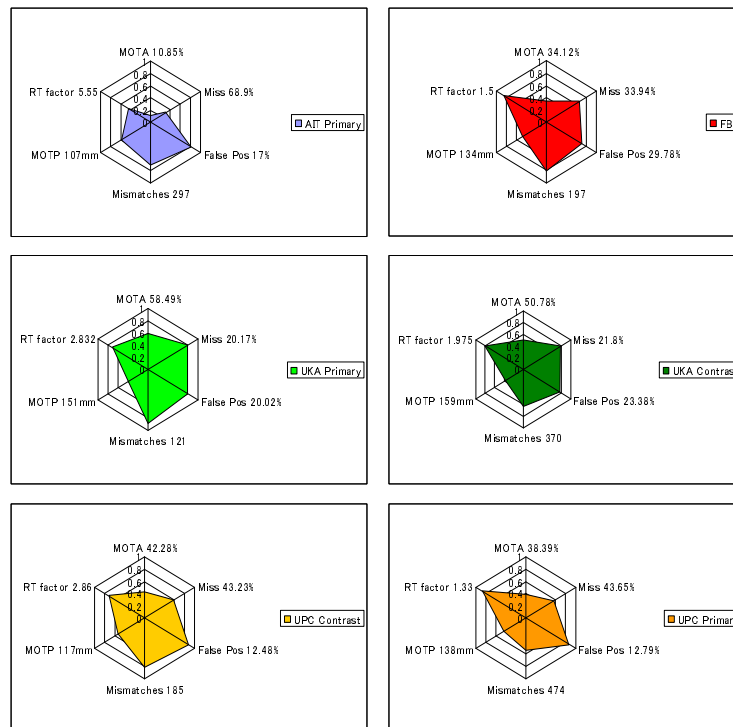 MOTA 10.85%
1
0.8
0.6
0.4
0.2
0
RT factor 5.55
Miss 68.9%
MOTP 107mm
False Pos 17%
Mismatches 297
AIT Primary
MOTA 34.12%
1
0.8
0.6
0.4
0.2
0
RT factor 1.5
Miss 33.94%
MOTP 134mm
False Pos 29.78%
Mismatches 197
FB
MOTA 58.49%
1
0.8
0.6
0.4
0.2
0
RT factor 2.832
Miss 20.17%
MOTP 151mm
False Pos 20.02%
Mismatches 121
UKA Primary
MOTA 50.78%
1
0.8
0.6
0.4
0.2
0
RT factor 1.975
Miss 21.8%
MOTP 159mm
False Pos 23.38%
Mismatches 370
UKA Contras
MOTA 42.28%
1
0.8
0.6
0.4
0.2
0
RT factor 2.86
Miss 43.23%
MOTP 117mm
False Pos 12.48%
Mismatches 185
UPC Contrast
MOTA 38.39%
1
0.8
0.6
0.4
0.2
0
RT factor 1.33
Miss 43.65%
MOTP 138mm
False Pos 12.79%
Mismatches 474
UPC Primar